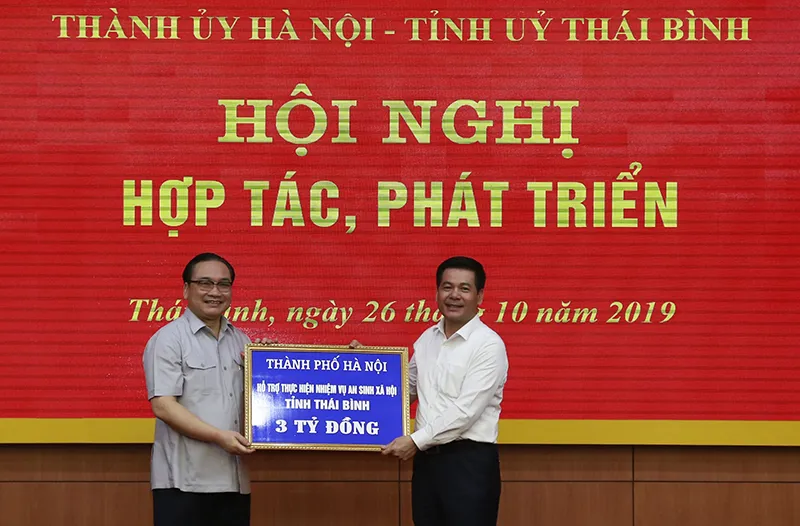 THÀNH ỦY HÀ NỘI - TỈNH UỶ THÁI BÌNH
HỘI NGHỊ
HỢP TÁC, PHÁT TRIỂN
ngày 26 10 năm 2019
THÀNH PHỐ HÀ NỘI
HỖ TRỢ THỰC HIỆN NHIỆM VỤ AN SINH XÃ HỘI
TỈNH THÁI BÌNH
3 TỶ ĐỒNG